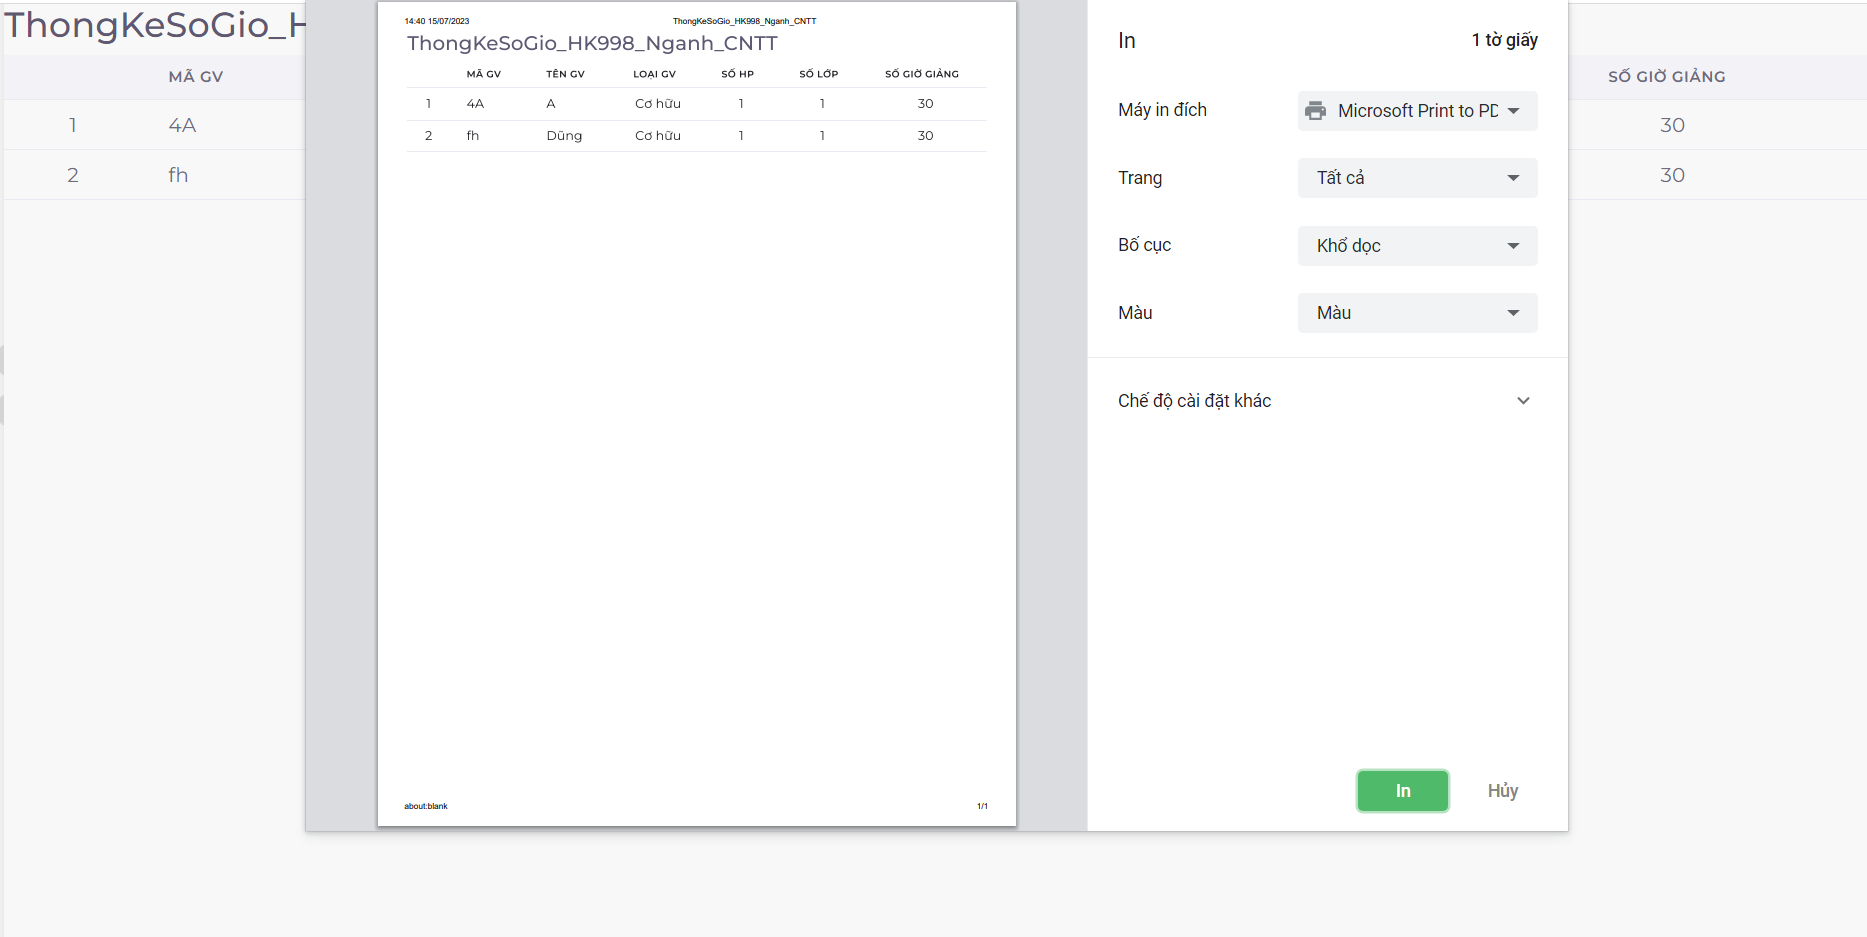 ThongKeSoGio_H
MÃ GV
SỐ GIỜ GIẢNG
1 4A 30
2 fh 30
14:40 15/07/2023 ThongKeSoGio_HK998_Nganh_CNTT
ThongKeSoGio_HK998_Nganh_CNTT
MÃ GV TÊN GV LOẠI GV SỐ HP SỐ LỚP SỐ GIỜ GIẢNG
1 4A A Cơ hữu 1 1 30
2 fh Dũng Cơ hữu 1 1 30
about:blank 1/1
In 1 tờ giấy
Máy in đích Microsoft Print to PD
Trang Tất cả
Bố cục Khổ dọc
Màu Màu
Chế độ cài đặt khác
In Hủy